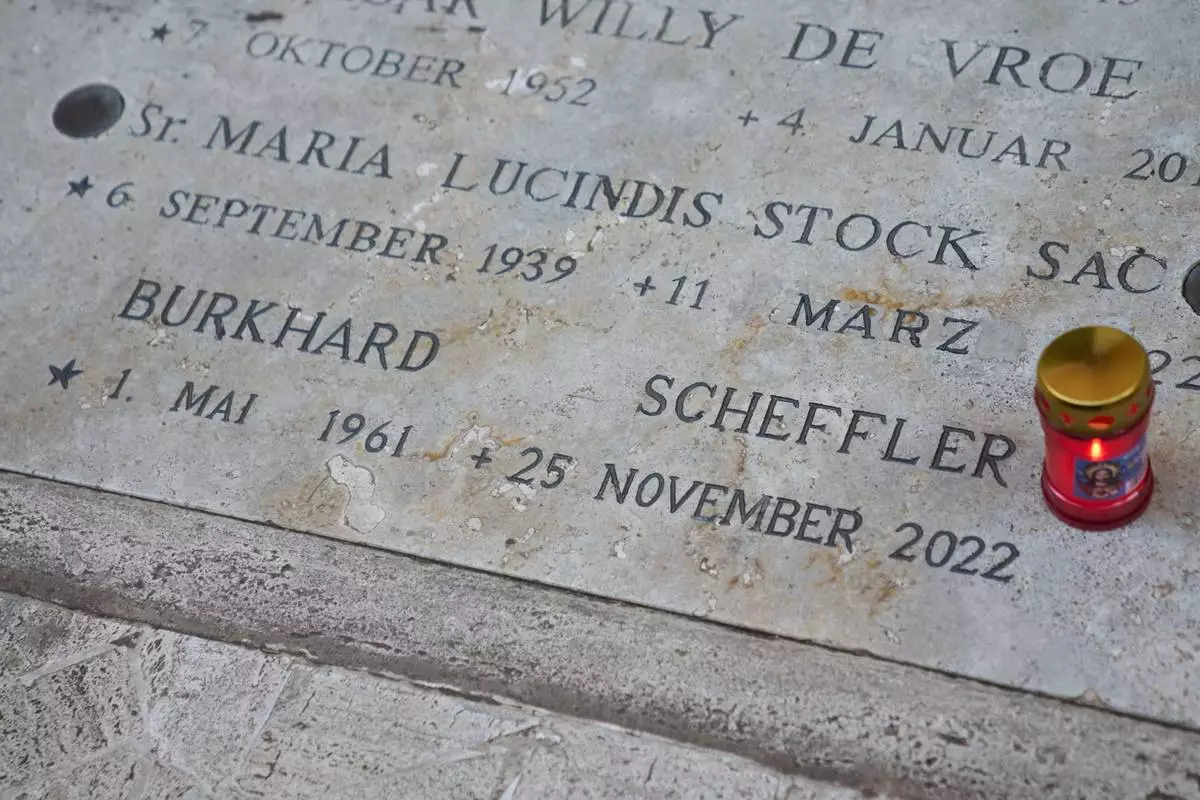 WILLY DE VROE
★ 7 OKTOBER 1952 + 4 JANUAR
Sr. MARIA LUCINDIS STOCK SAC
★ 6 SEPTEMBER 1939 + 11 MARZ
BURKHARD SCHEFFLER
★ 1. MAI 1961 + 25 NOVEMBER 2022